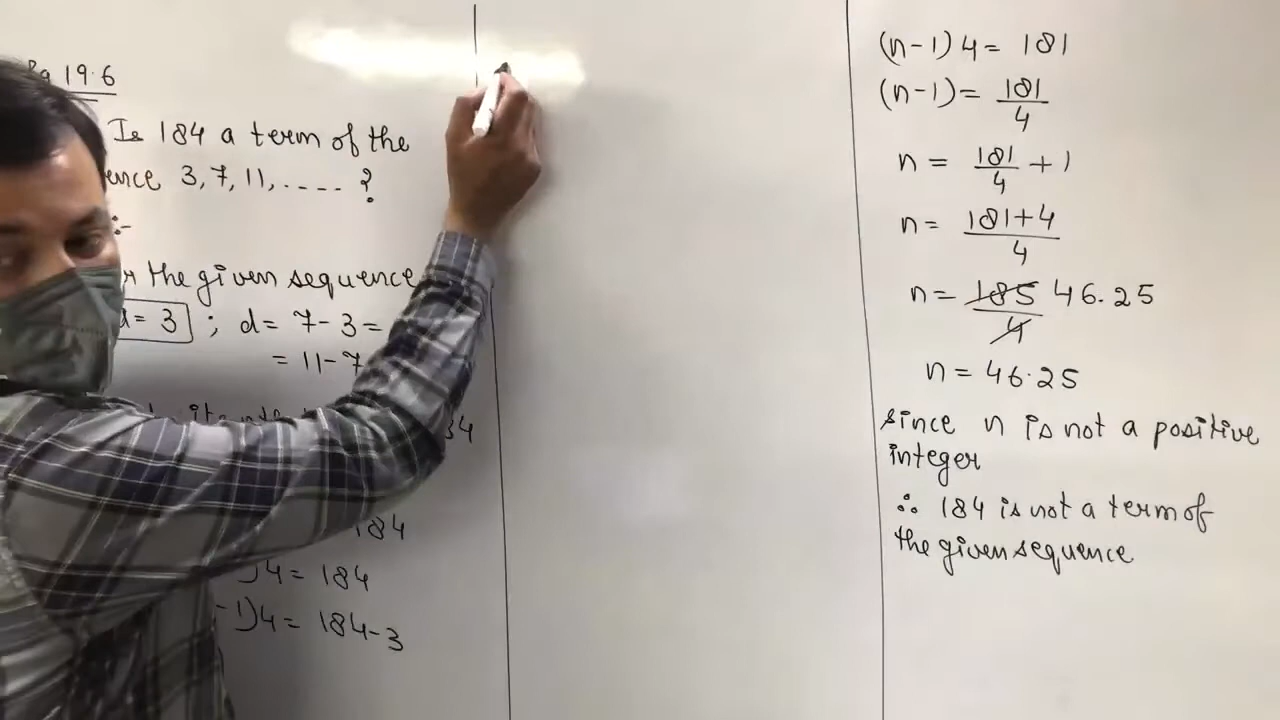 19.6
Is 184 a term of the
ence 3, 7, 11, ..... ?
:-
the given sequence
a = 3 ; d = 7 - 3 =
= 11 - 7
184
)4 = 184
- 1)4 = 184 - 3
(n-1) 4 = 181
(n-1) = 181/4
n = 181/4 + 1
n = 181+4/4
n = 185/4 46.25
n = 46.25
since n is not a positive
integer
∴ 184 is not a term of
the given sequence